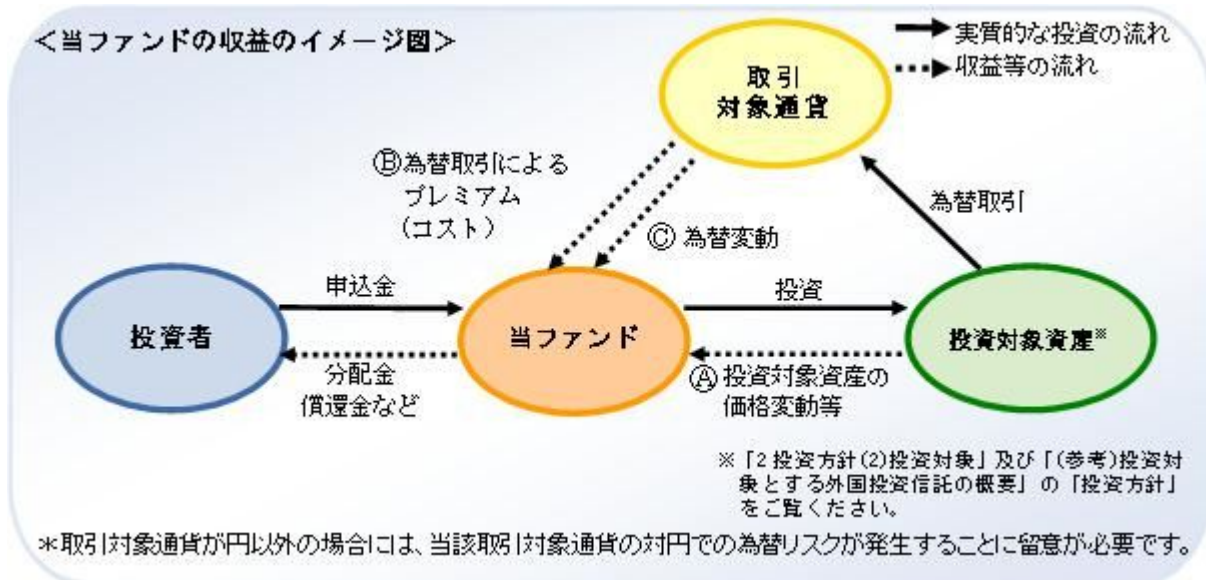 ＜当ファンドの収益のイメージ図＞
実質的な投資の流れ
収益等の流れ
取引
対象通貨
Ⓑ為替取引による
プレミアム
（コスト）
Ⓒ 為替変動
為替取引
申込金
投資
投資者
当ファンド
投資対象資産※
分配金
償還金など
Ⓐ投資対象資産の
価格変動等
※「2 投資方針(2)投資対象」及び「(参考)投資対
象とする外国投資信託の概要」の「投資方針」
をご覧ください。
＊取引対象通貨が円以外の場合には、当該取引対象通貨の対円での為替リスクが発生することに留意が必要です。